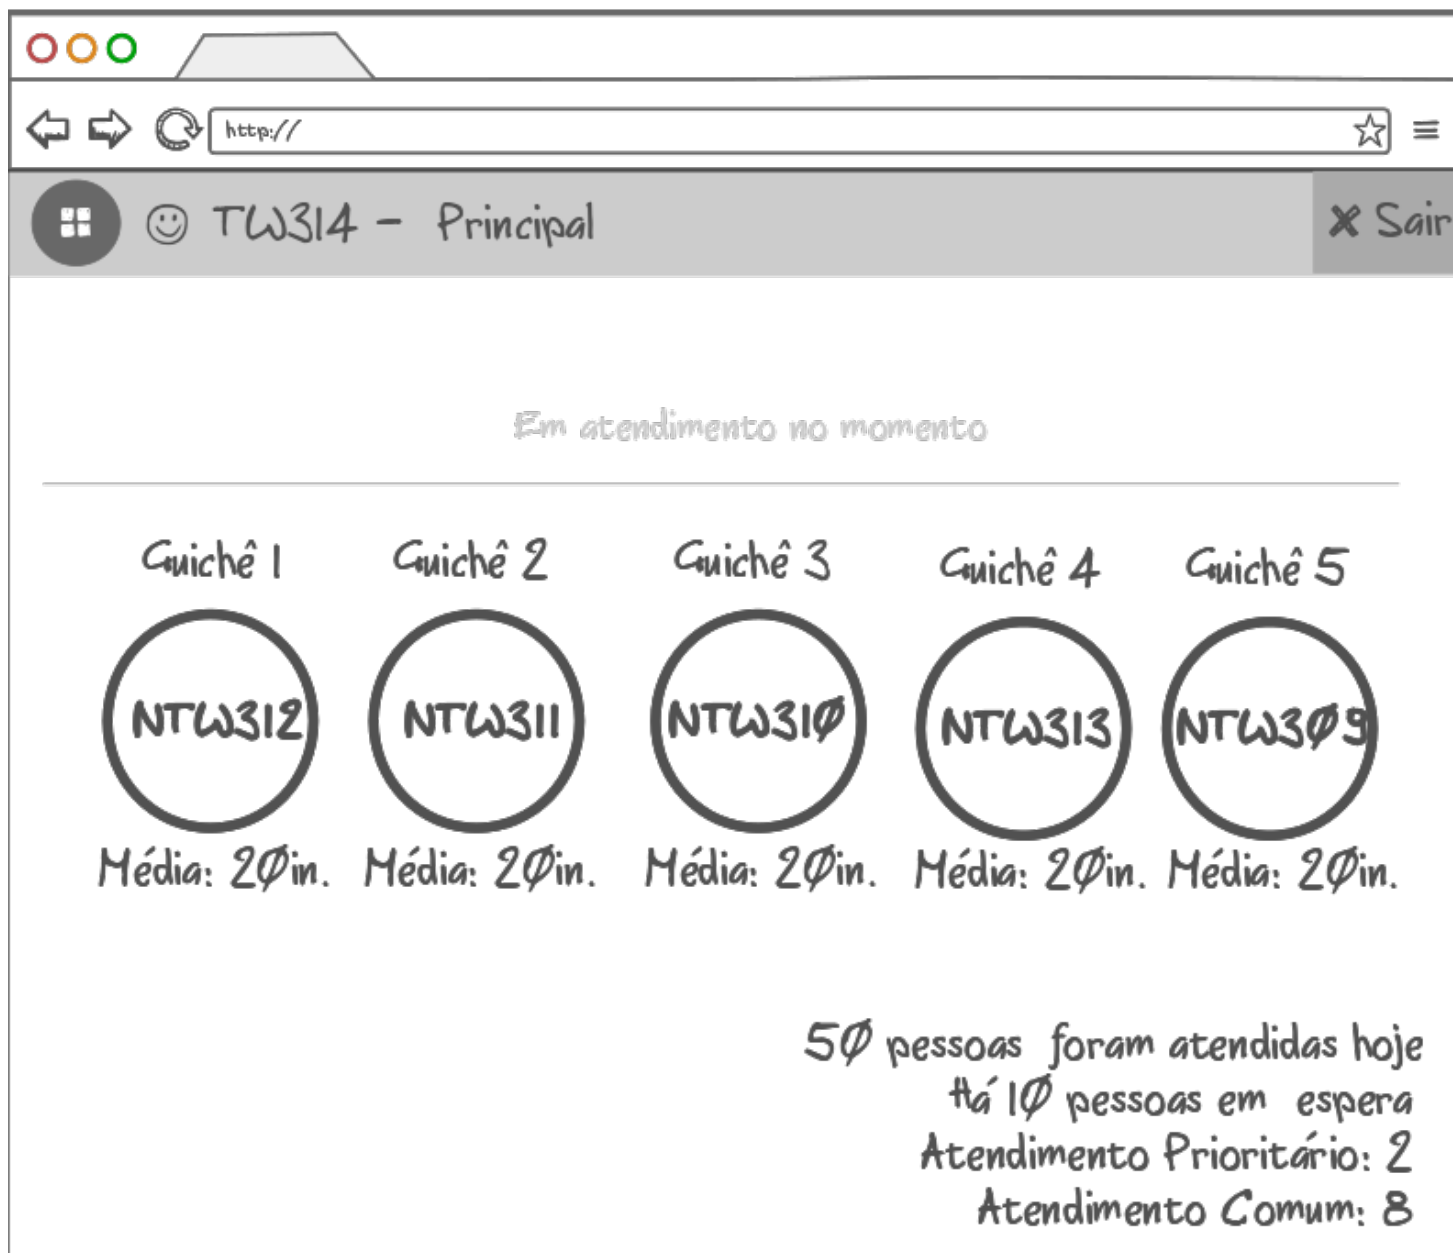 http://
TW314 - Principal
Sair
Em atendimento no momento
Guichê 1 Guichê 2 Guichê 3 Guichê 4 Guichê 5
NTW312 NTW311 NTW310 NTW313 NTW309
Média: 20in. Média: 20in. Média: 20in. Média: 20in. Média: 20in.
50 pessoas foram atendidas hoje
Há 10 pessoas em espera
Atendimento Prioritário: 2
Atendimento Comum: 8